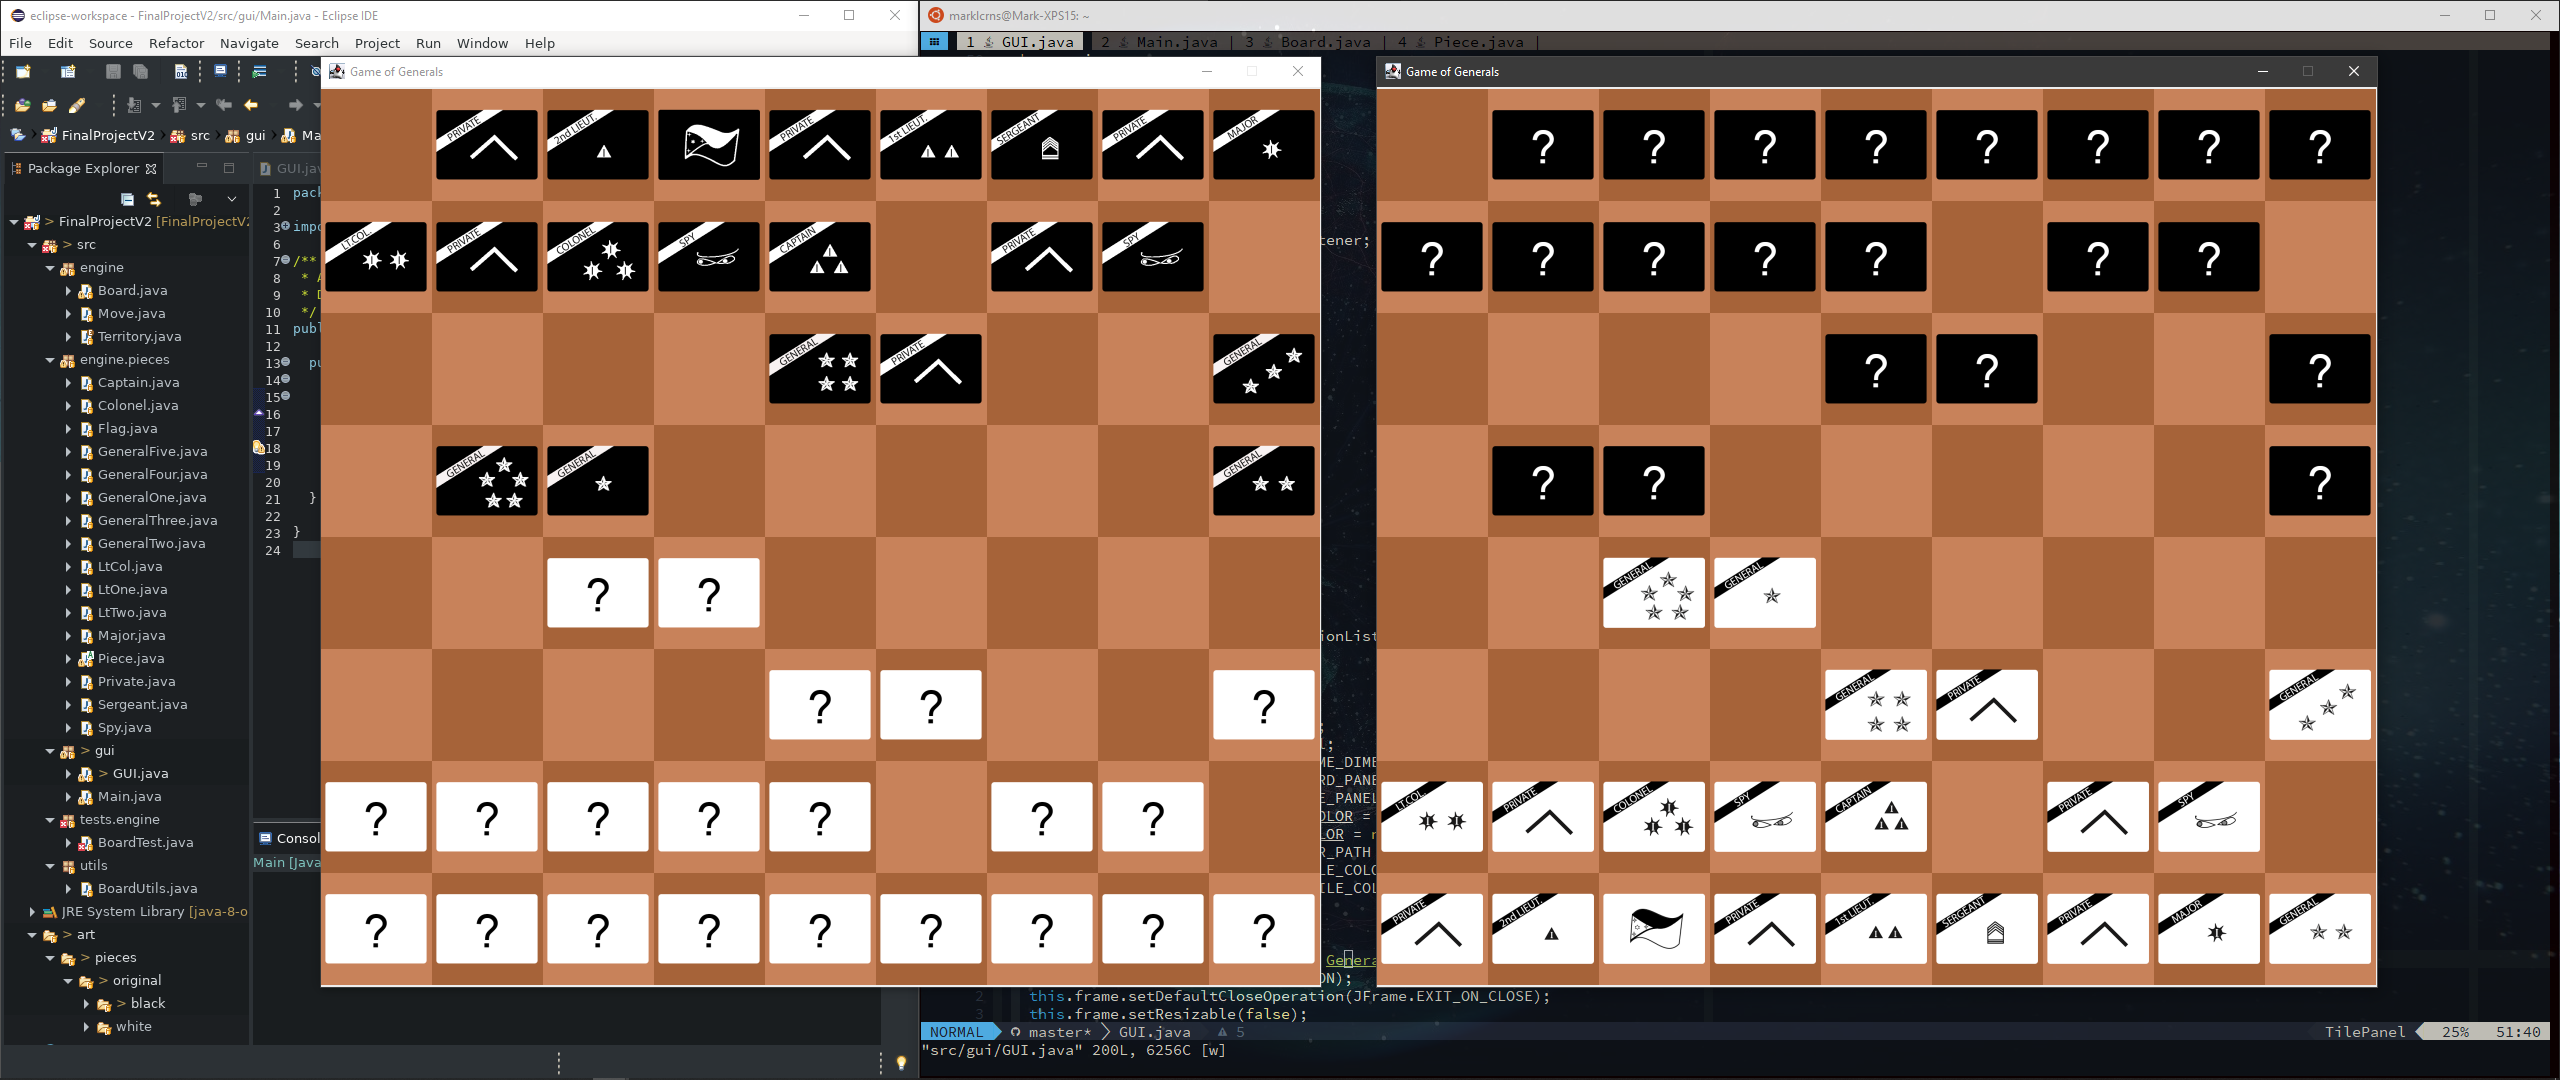 eclipse-workspace - FinalProjectV2/src/gui/Main.java - Eclipse IDE
File Edit Source Refactor Navigate Search Project Run Window Help
FinalProjectV2 src gui Ma
Package Explorer
> FinalProjectV2 [FinalProjectV2
> src
engine
Board.java
Move.java
Territory.java
engine.pieces
Captain.java
Colonel.java
Flag.java
GeneralFive.java
GeneralFour.java
GeneralOne.java
GeneralThree.java
GeneralTwo.java
LtCol.java
LtOne.java
LtTwo.java
Major.java
Piece.java
Private.java
Sergeant.java
Spy.java
> gui
> GUI.java
Main.java
tests.engine
BoardTest.java
utils
BoardUtils.java
JRE System Library [java-8-o
> art
> pieces
> original
> black
white
GUI.jav
1 pack
2
3 impo
6
7 /**
8 * A
9 * D
10 */
11 publ
12
13 pu
14
15
16
17
18
19
20
21 }
22
23 }
24
Consol
Main [Java
Game of Generals
PRIVATE 2nd LIEUT. PRIVATE 1st LIEUT. SERGEANT PRIVATE MAJOR
LT.COL. PRIVATE COLONEL SPY CAPTAIN PRIVATE SPY
GENERAL PRIVATE GENERAL
GENERAL GENERAL GENERAL
? ?
? ? ?
? ? ? ? ? ? ?
? ? ? ? ? ? ? ? ?
marklcrns@Mark-XPS15: ~
1 GUI.java 2 Main.java | 3 Board.java | 4 Piece.java |
Game of Generals
? ? ? ? ? ? ? ?
? ? ? ? ? ? ?
? ? ?
? ? ?
GENERAL GENERAL
GENERAL PRIVATE GENERAL
LT.COL. PRIVATE COLONEL SPY CAPTAIN PRIVATE SPY
PRIVATE 2nd LIEUT. PRIVATE 1st LIEUT. SERGEANT PRIVATE MAJOR GENERAL
tener;
ionList
;
l;
ME_DIME
RD_PANE
E_PANEL
OLOR =
LOR = n
R_PATH
LE_COLO
ILE_COL
Genera
ON);
2 this.frame.setDefaultCloseOperation(JFrame.EXIT_ON_CLOSE);
3 this.frame.setResizable(false);
NORMAL master* GUI.java 5 TilePanel 25% 51:40
"src/gui/GUI.java" 200L, 6256C [w]